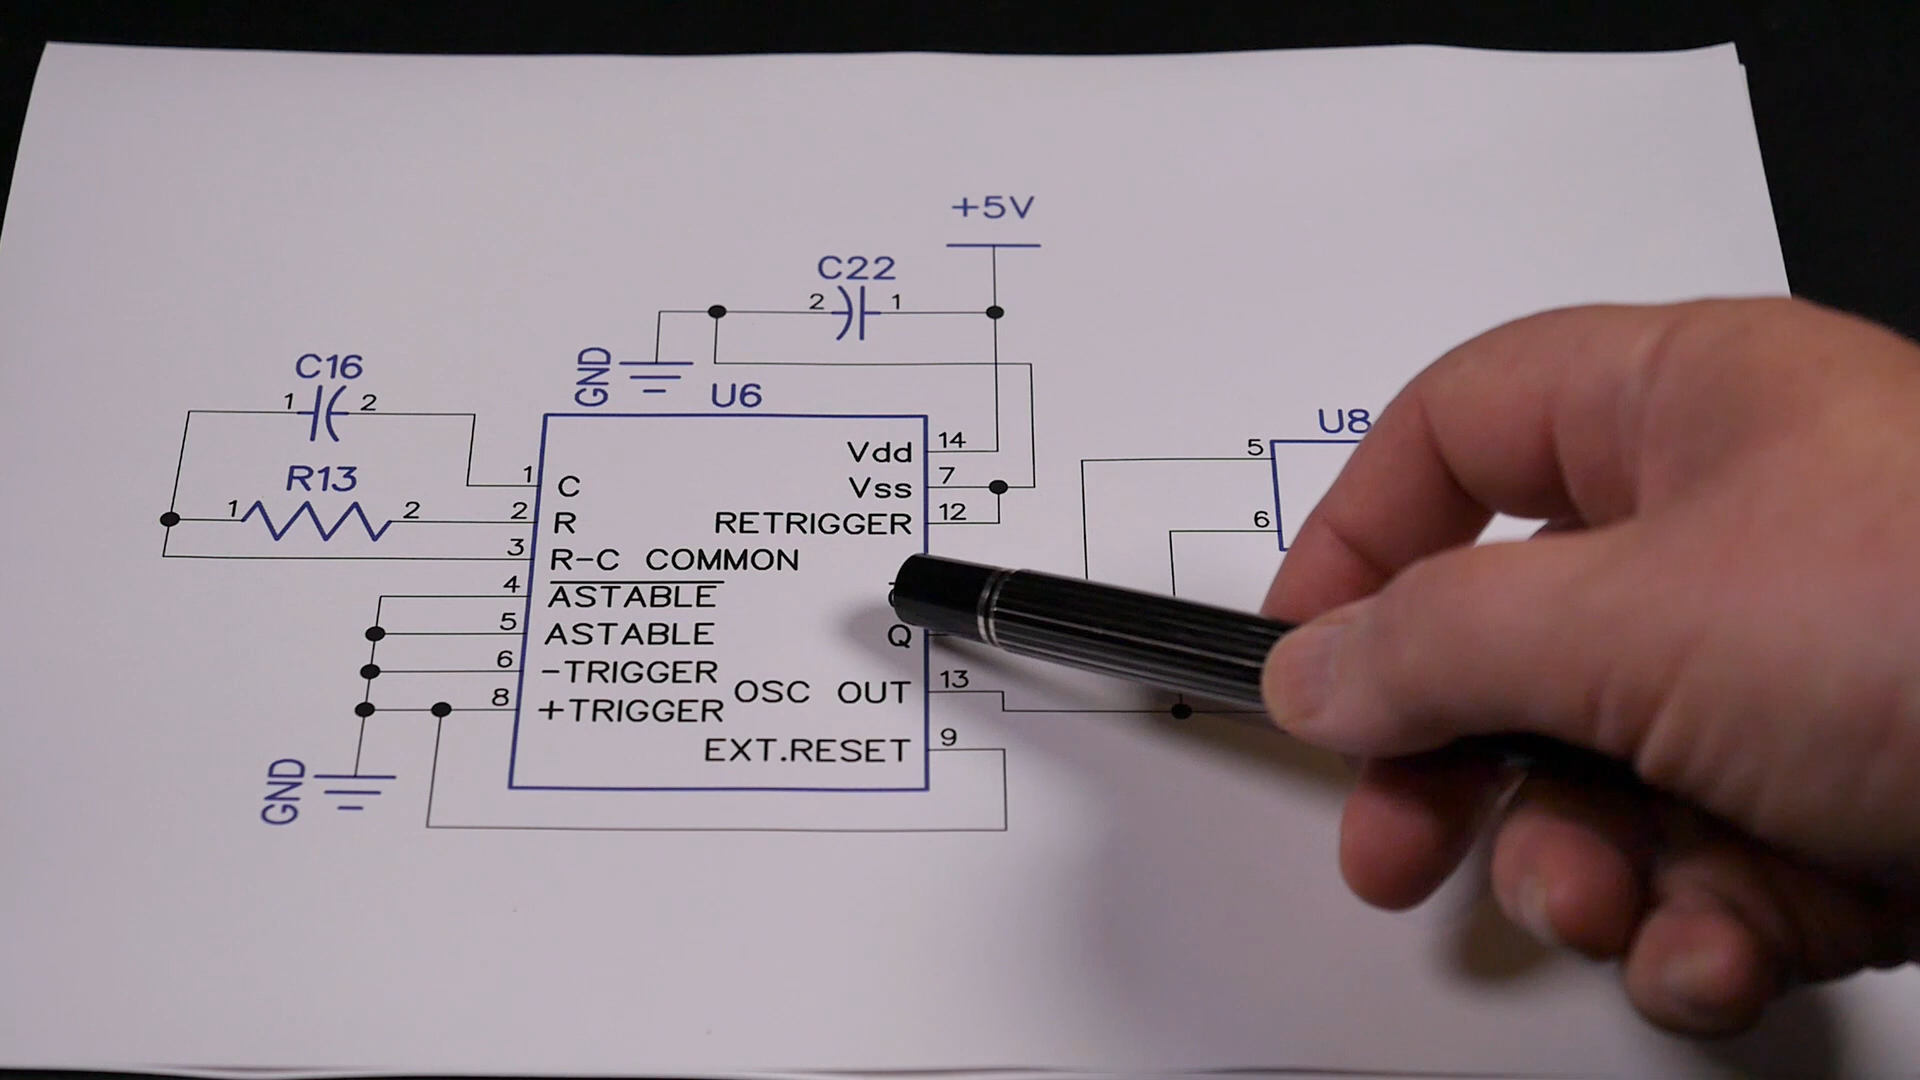 +5V
C22
2 1
GND
C16
1 2
U6
U8
R13
1 2
1 C
2 R
3 R-C COMMON
4 ASTABLE
5 ASTABLE
6 -TRIGGER
8 +TRIGGER
Vdd 14
Vss 7
RETRIGGER 12
Q
OSC OUT 13
EXT.RESET 9
5
6
GND